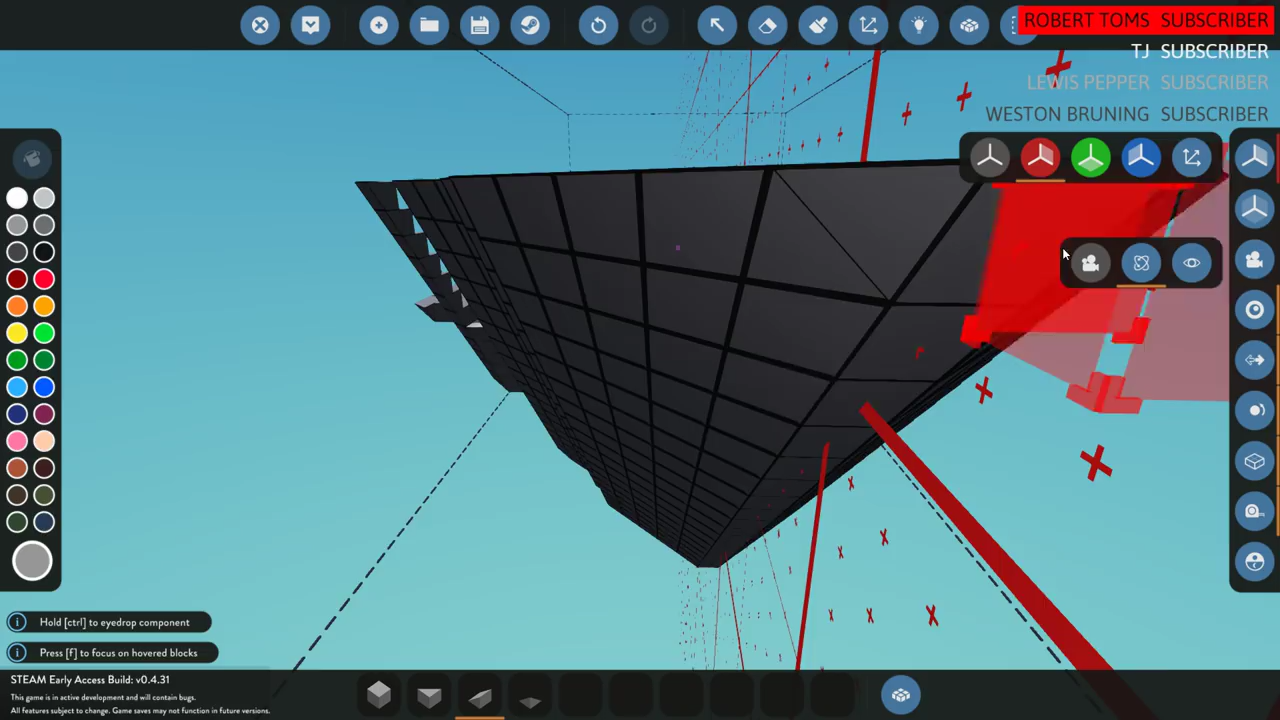 ROBERT TOMS SUBSCRIBER
TJ SUBSCRIBER
LEWIS PEPPER SUBSCRIBER
WESTON BRUNING SUBSCRIBER
Hold [ctrl] to eyedrop component
Press [f] to focus on hovered blocks
STEAM Early Access Build: v0.4.31
This game is in active development and will contain bugs.
All features subject to change. Game saves may not function in future versions.